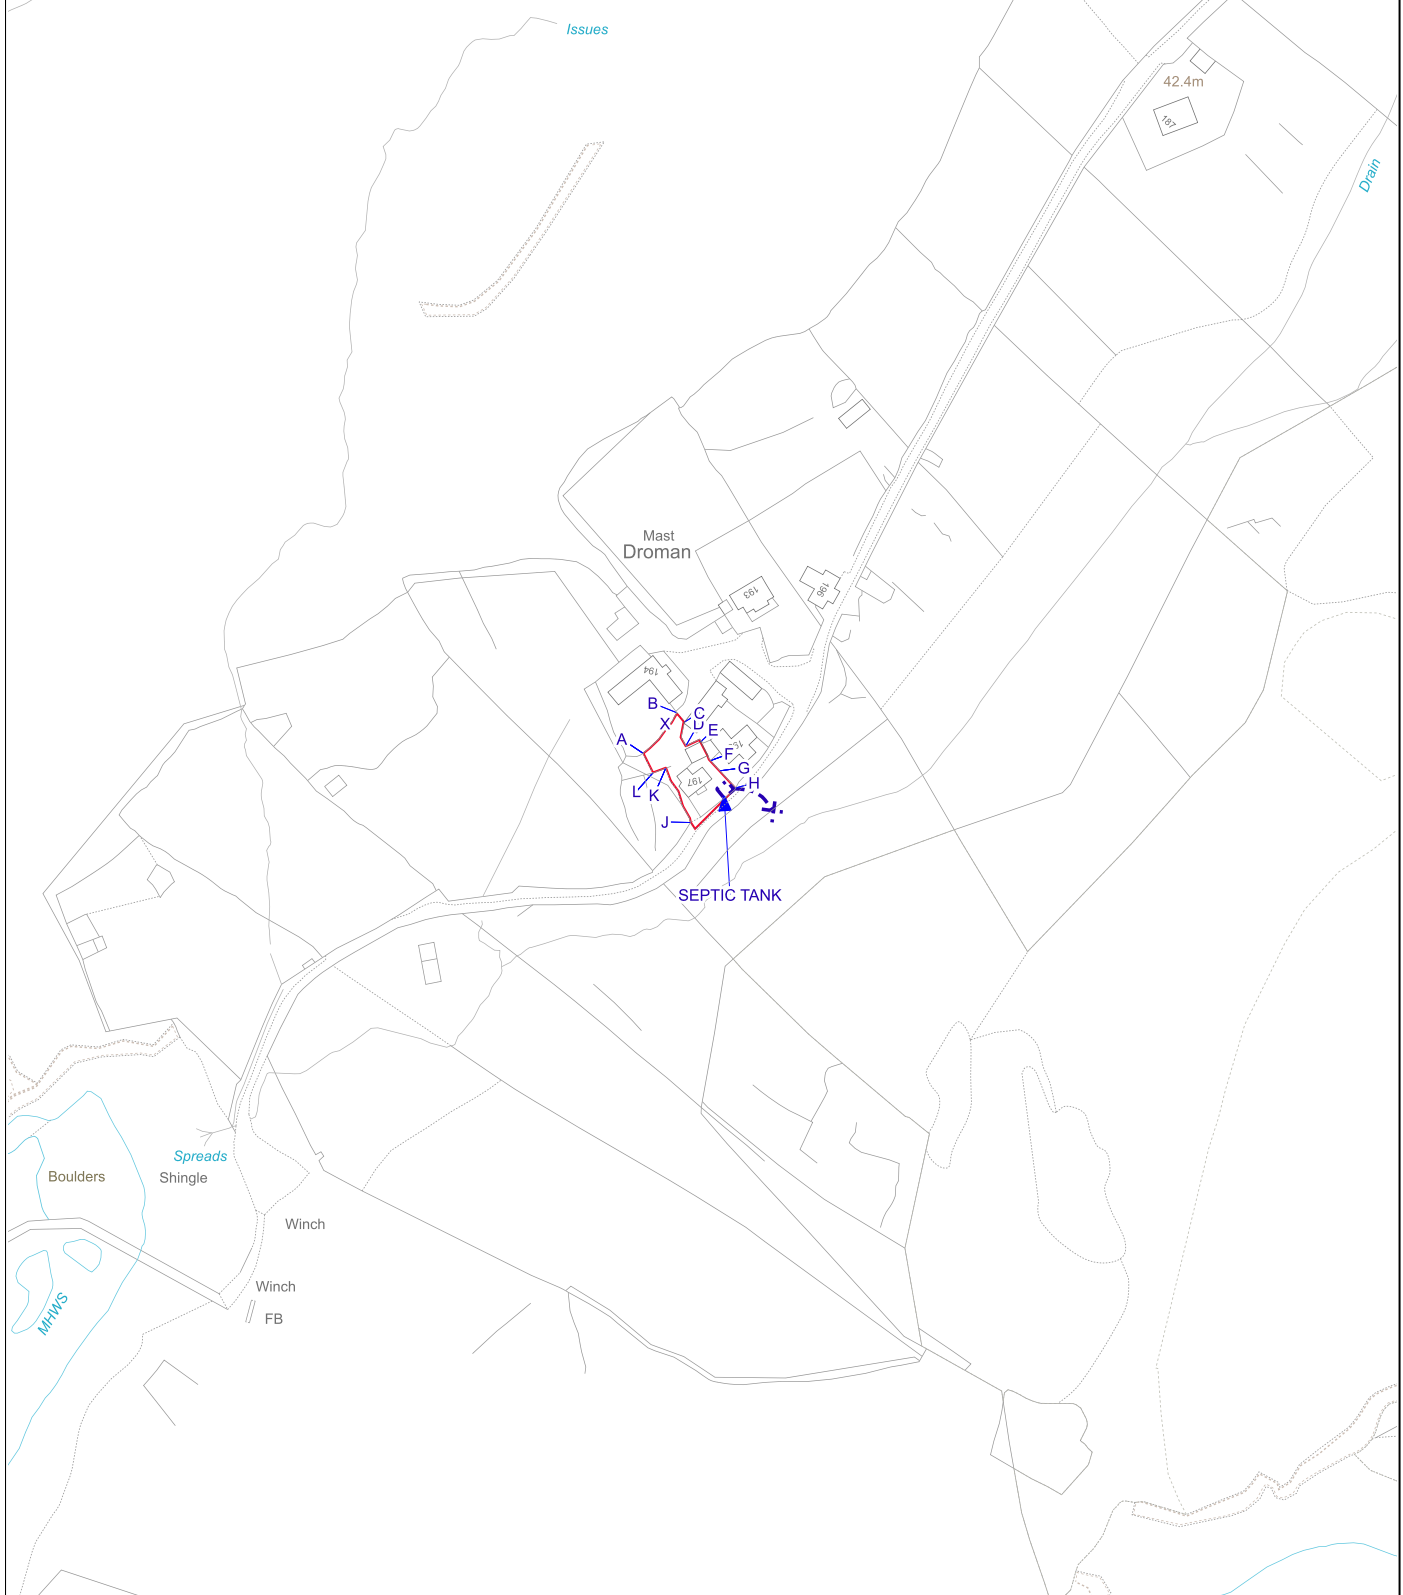 Issues
42.4m
187
Drain
Mast
Droman
193
196
194
B
C
X
D
E
A
F
G
197
H
L
K
J
SEPTIC TANK
Spreads
Boulders
Shingle
Winch
Winch
MHWS
FB